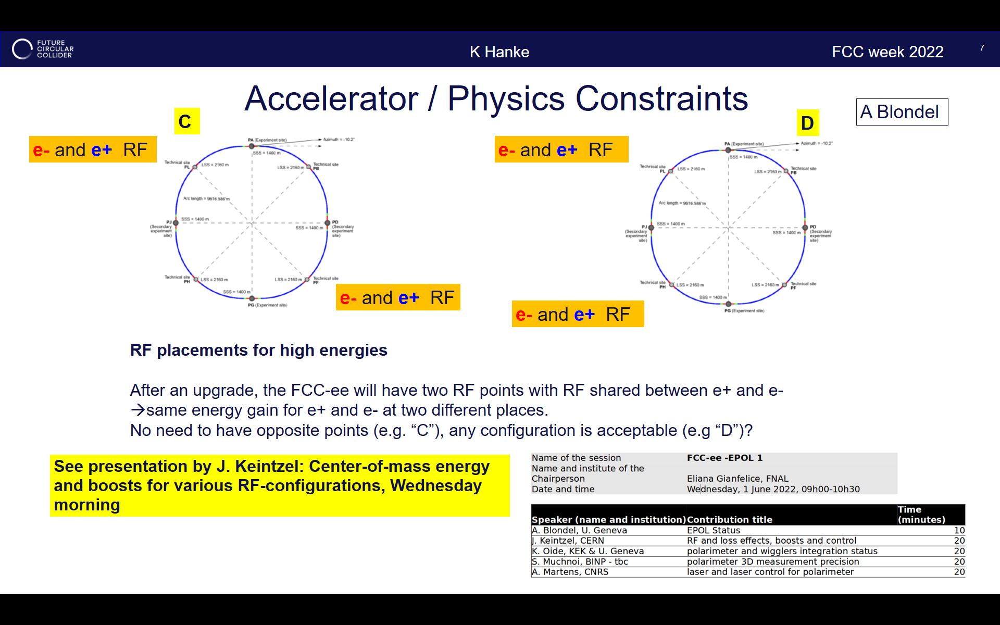 FUTURE
CIRCULAR
COLLIDER
K Hanke
FCC week 2022
7
Accelerator / Physics Constraints
A Blondel
C
e- and e+ RF
PA (Experiment site)
Azimuth = -10.2°
SSS = 1400 m
Technical site
PL
LSS = 2160 m
LSS = 2160 m
Technical site
PB
Arc length = 9616.586 m
PJ
(Secondary
experiment
site)
SSS = 1400 m
SSS = 1400 m
PD
(Secondary
experiment
site)
Technical site
PH
LSS = 2160 m
LSS = 2160 m
Technical site
PF
SSS = 1400 m
PG (Experiment site)
e- and e+ RF
D
e- and e+ RF
PA (Experiment site)
Azimuth = -10.2°
SSS = 1400 m
Technical site
PL
LSS = 2160 m
LSS = 2160 m
Technical site
PB
Arc length = 9616.586 m
PJ
(Secondary
experiment
site)
SSS = 1400 m
SSS = 1400 m
PD
(Secondary
experiment
site)
Technical site
PH
LSS = 2160 m
LSS = 2160 m
Technical site
PF
SSS = 1400 m
PG (Experiment site)
e- and e+ RF
RF placements for high energies
After an upgrade, the FCC-ee will have two RF points with RF shared between e+ and e-
→same energy gain for e+ and e- at two different places.
No need to have opposite points (e.g. “C”), any configuration is acceptable (e.g “D”)?
See presentation by J. Keintzel: Center-of-mass energy
and boosts for various RF-configurations, Wednesday
morning
Name of the session FCC-ee -EPOL 1
Name and institute of the
Chairperson Eliana Gianfelice, FNAL
Date and time Wednesday, 1 June 2022, 09h00-10h30
Speaker (name and institution) Contribution title Time
(minutes)
A. Blondel, U. Geneva EPOL Status 10
J. Keintzel, CERN RF and loss effects, boosts and control 20
K. Oide, KEK & U. Geneva polarimeter and wigglers integration status 20
S. Muchnoi, BINP - tbc polarimeter 3D measurement precision 20
A. Martens, CNRS laser and laser control for polarimeter 20